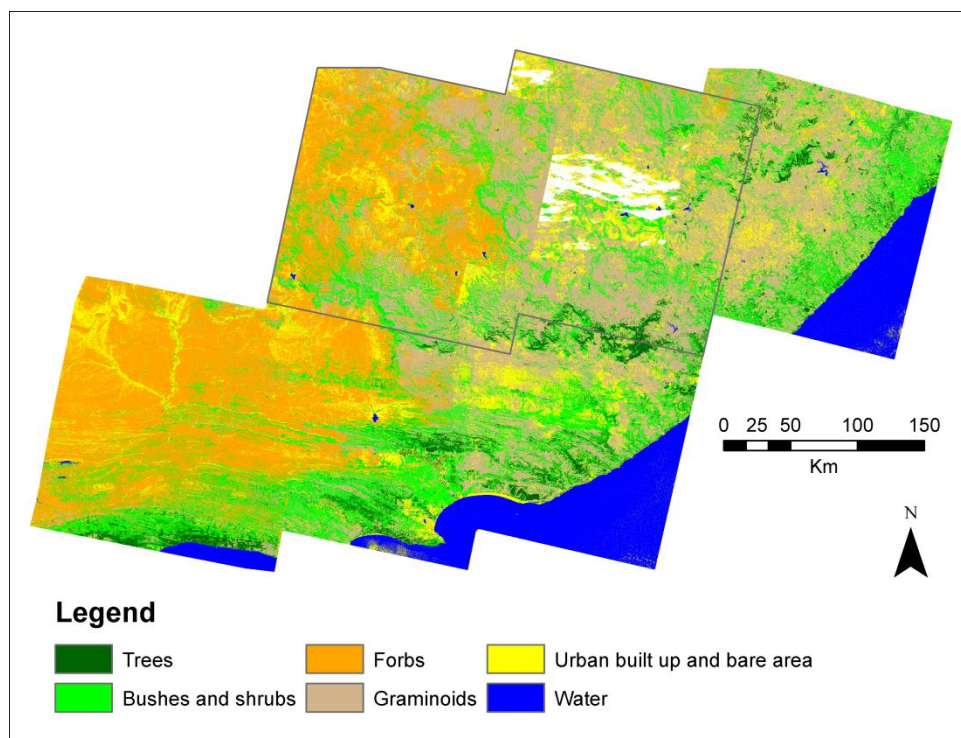 0 25 50 100 150
Km
N
Legend
Trees
Forbs
Urban built up and bare area
Bushes and shrubs
Graminoids
Water